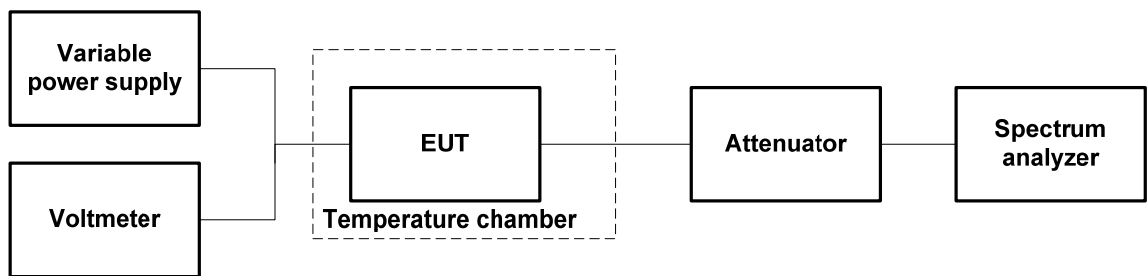 Variable
power supply
Voltmeter
EUT
Temperature chamber
Attenuator
Spectrum
analyzer